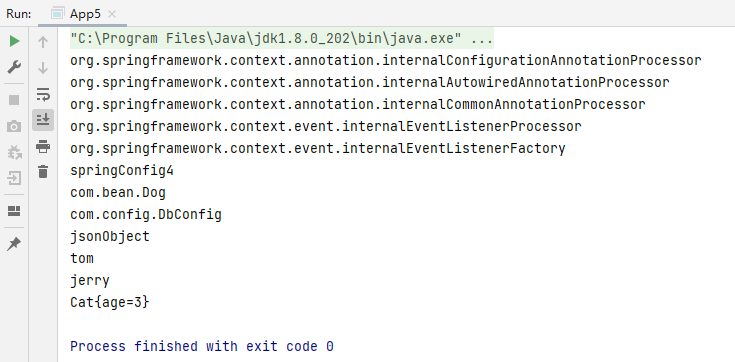 Run: App5
"C:\Program Files\Java\jdk1.8.0_202\bin\java.exe" ...
org.springframework.context.annotation.internalConfigurationAnnotationProcessor
org.springframework.context.annotation.internalAutowiredAnnotationProcessor
org.springframework.context.annotation.internalCommonAnnotationProcessor
org.springframework.context.event.internalEventListenerProcessor
org.springframework.context.event.internalEventListenerFactory
springConfig4
com.bean.Dog
com.config.DbConfig
jsonObject
tom
jerry
Cat{age=3}
Process finished with exit code 0